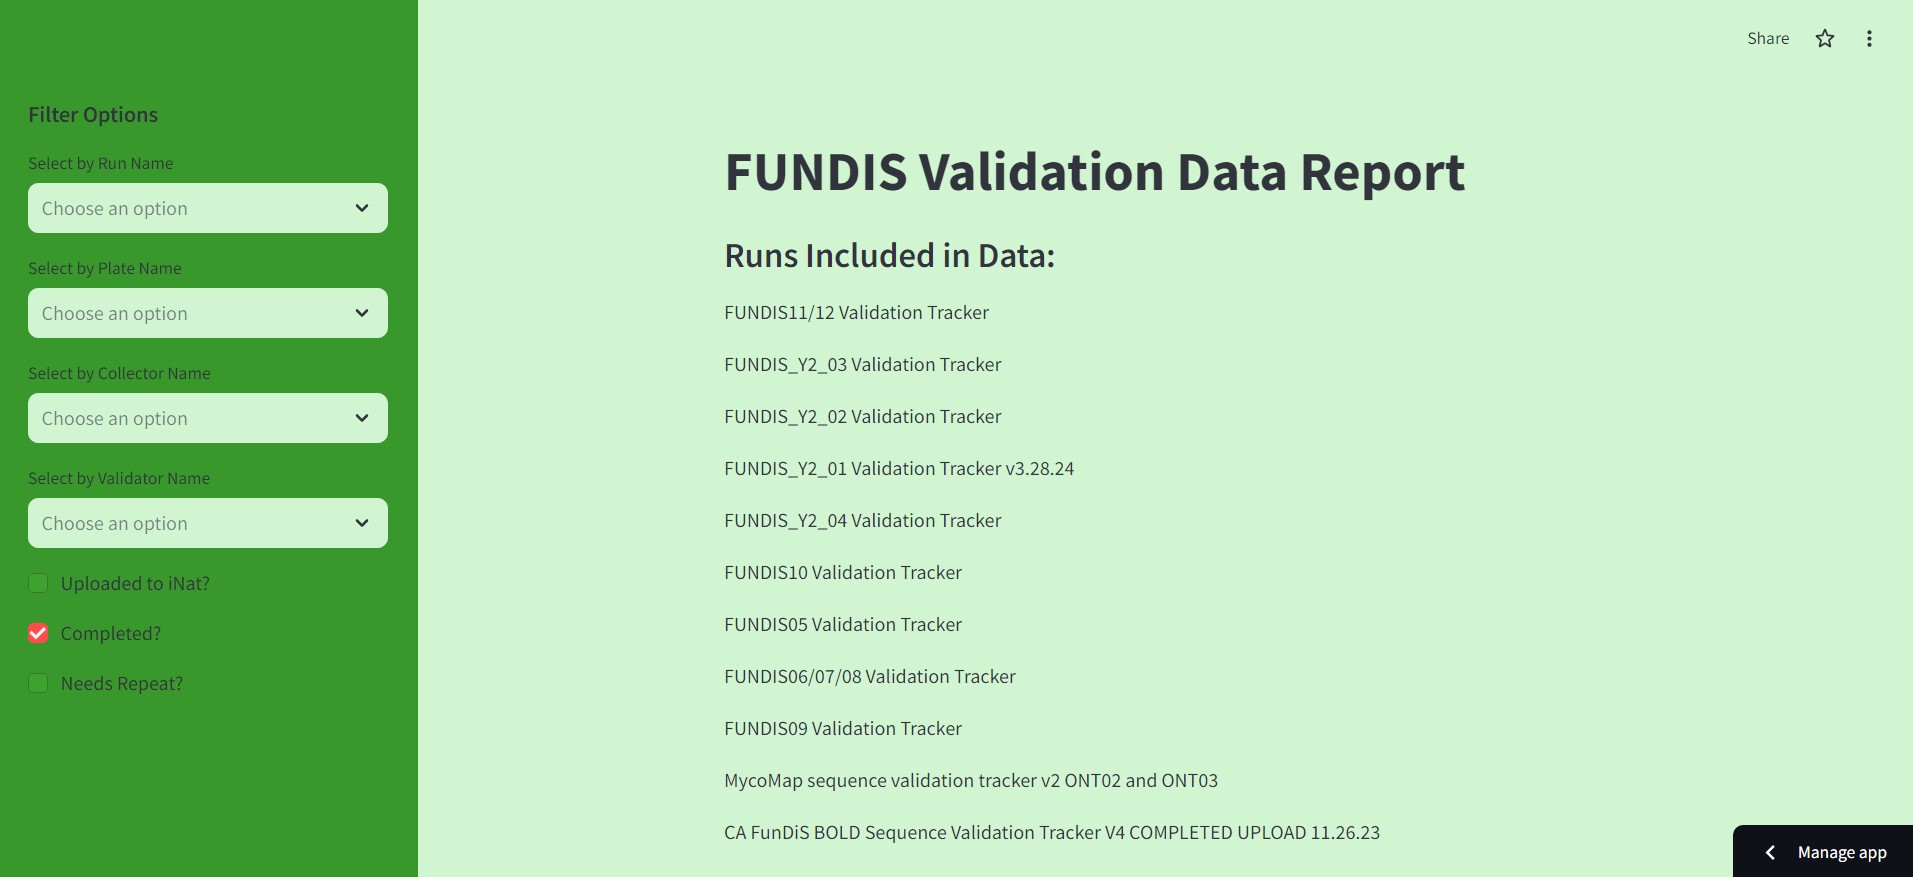 Share
Filter Options
Select by Run Name
Choose an option
Select by Plate Name
Choose an option
Select by Collector Name
Choose an option
Select by Validator Name
Choose an option
Uploaded to iNat?
Completed?
Needs Repeat?
FUNDIS Validation Data Report
Runs Included in Data:
FUNDIS11/12 Validation Tracker
FUNDIS_Y2_03 Validation Tracker
FUNDIS_Y2_02 Validation Tracker
FUNDIS_Y2_01 Validation Tracker v3.28.24
FUNDIS_Y2_04 Validation Tracker
FUNDIS10 Validation Tracker
FUNDIS05 Validation Tracker
FUNDIS06/07/08 Validation Tracker
FUNDIS09 Validation Tracker
MycoMap sequence validation tracker v2 ONT02 and ONT03
CA FunDiS BOLD Sequence Validation Tracker V4 COMPLETED UPLOAD 11.26.23
Manage app